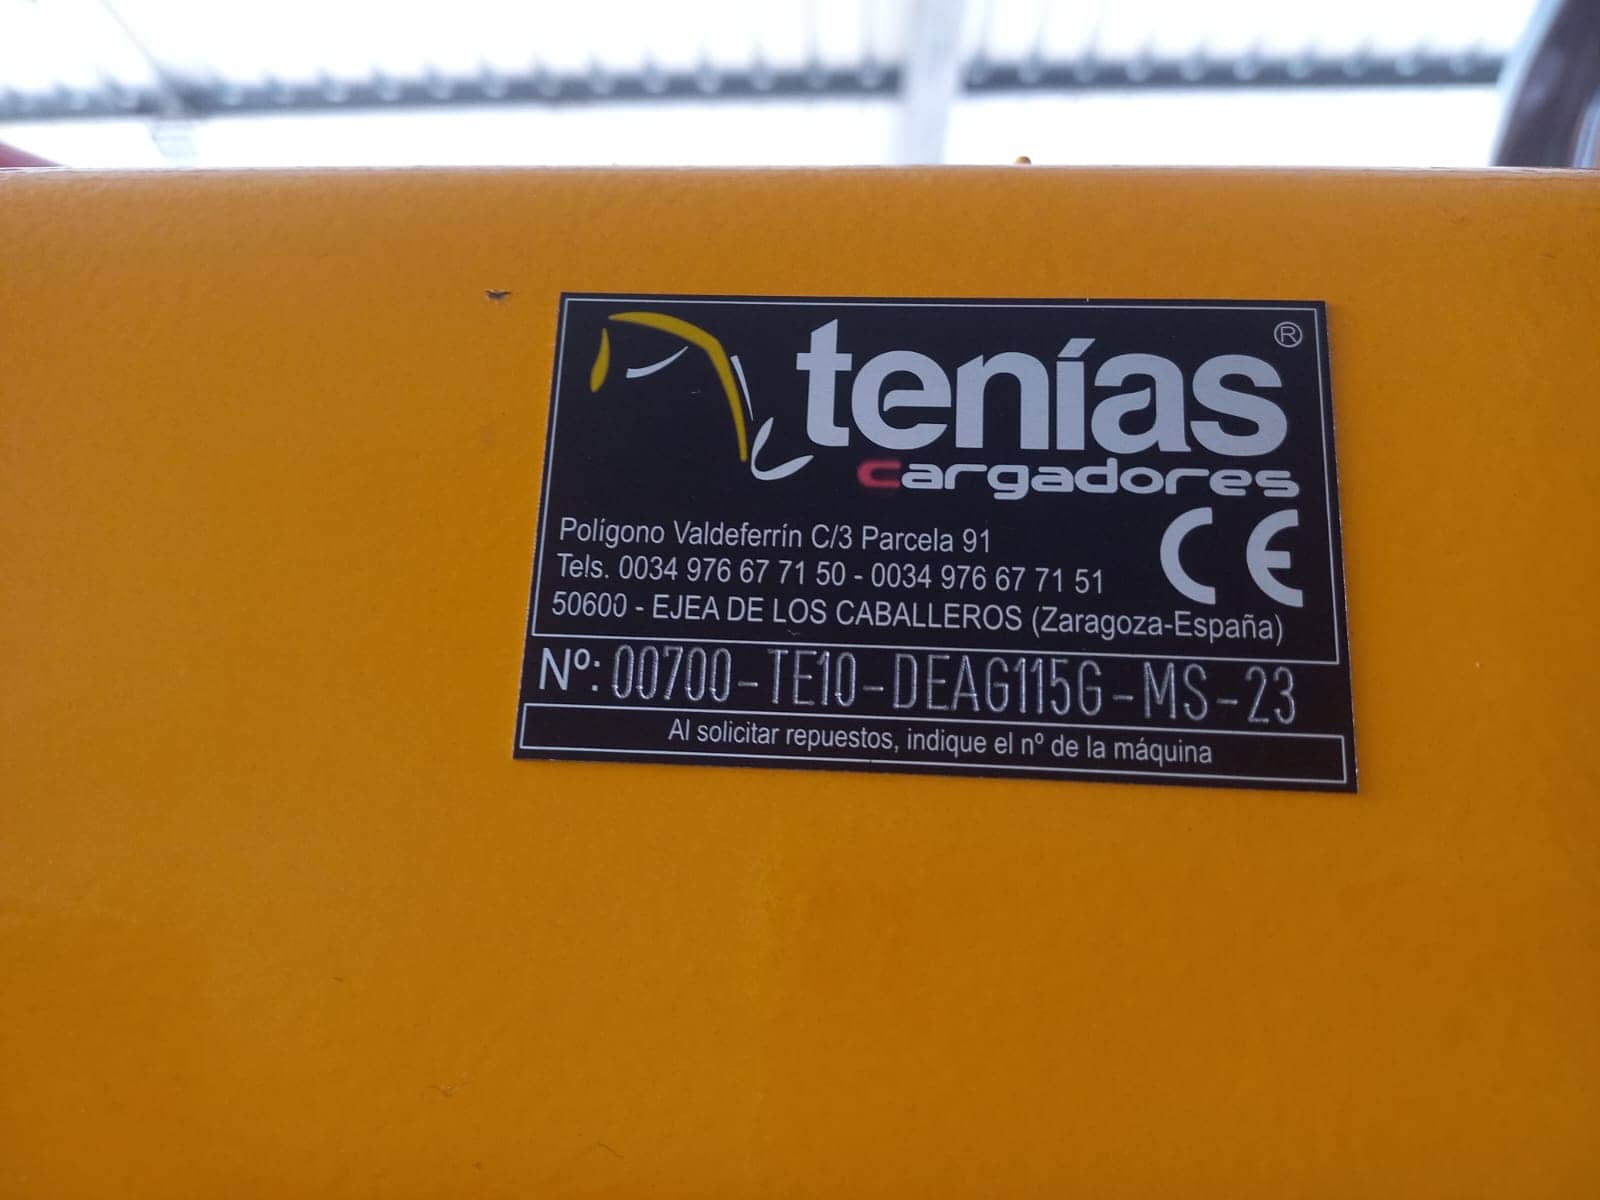 tenías ®
cargadores
Polígono Valdeferrín C/3 Parcela 91
Tels. 0034 976 67 71 50 - 0034 976 67 71 51
CE
50600 - EJEA DE LOS CABALLEROS (Zaragoza-España)
Nº: 00700-TE10-DEAG115G-MS-23
Al solicitar repuestos, indique el nº de la máquina